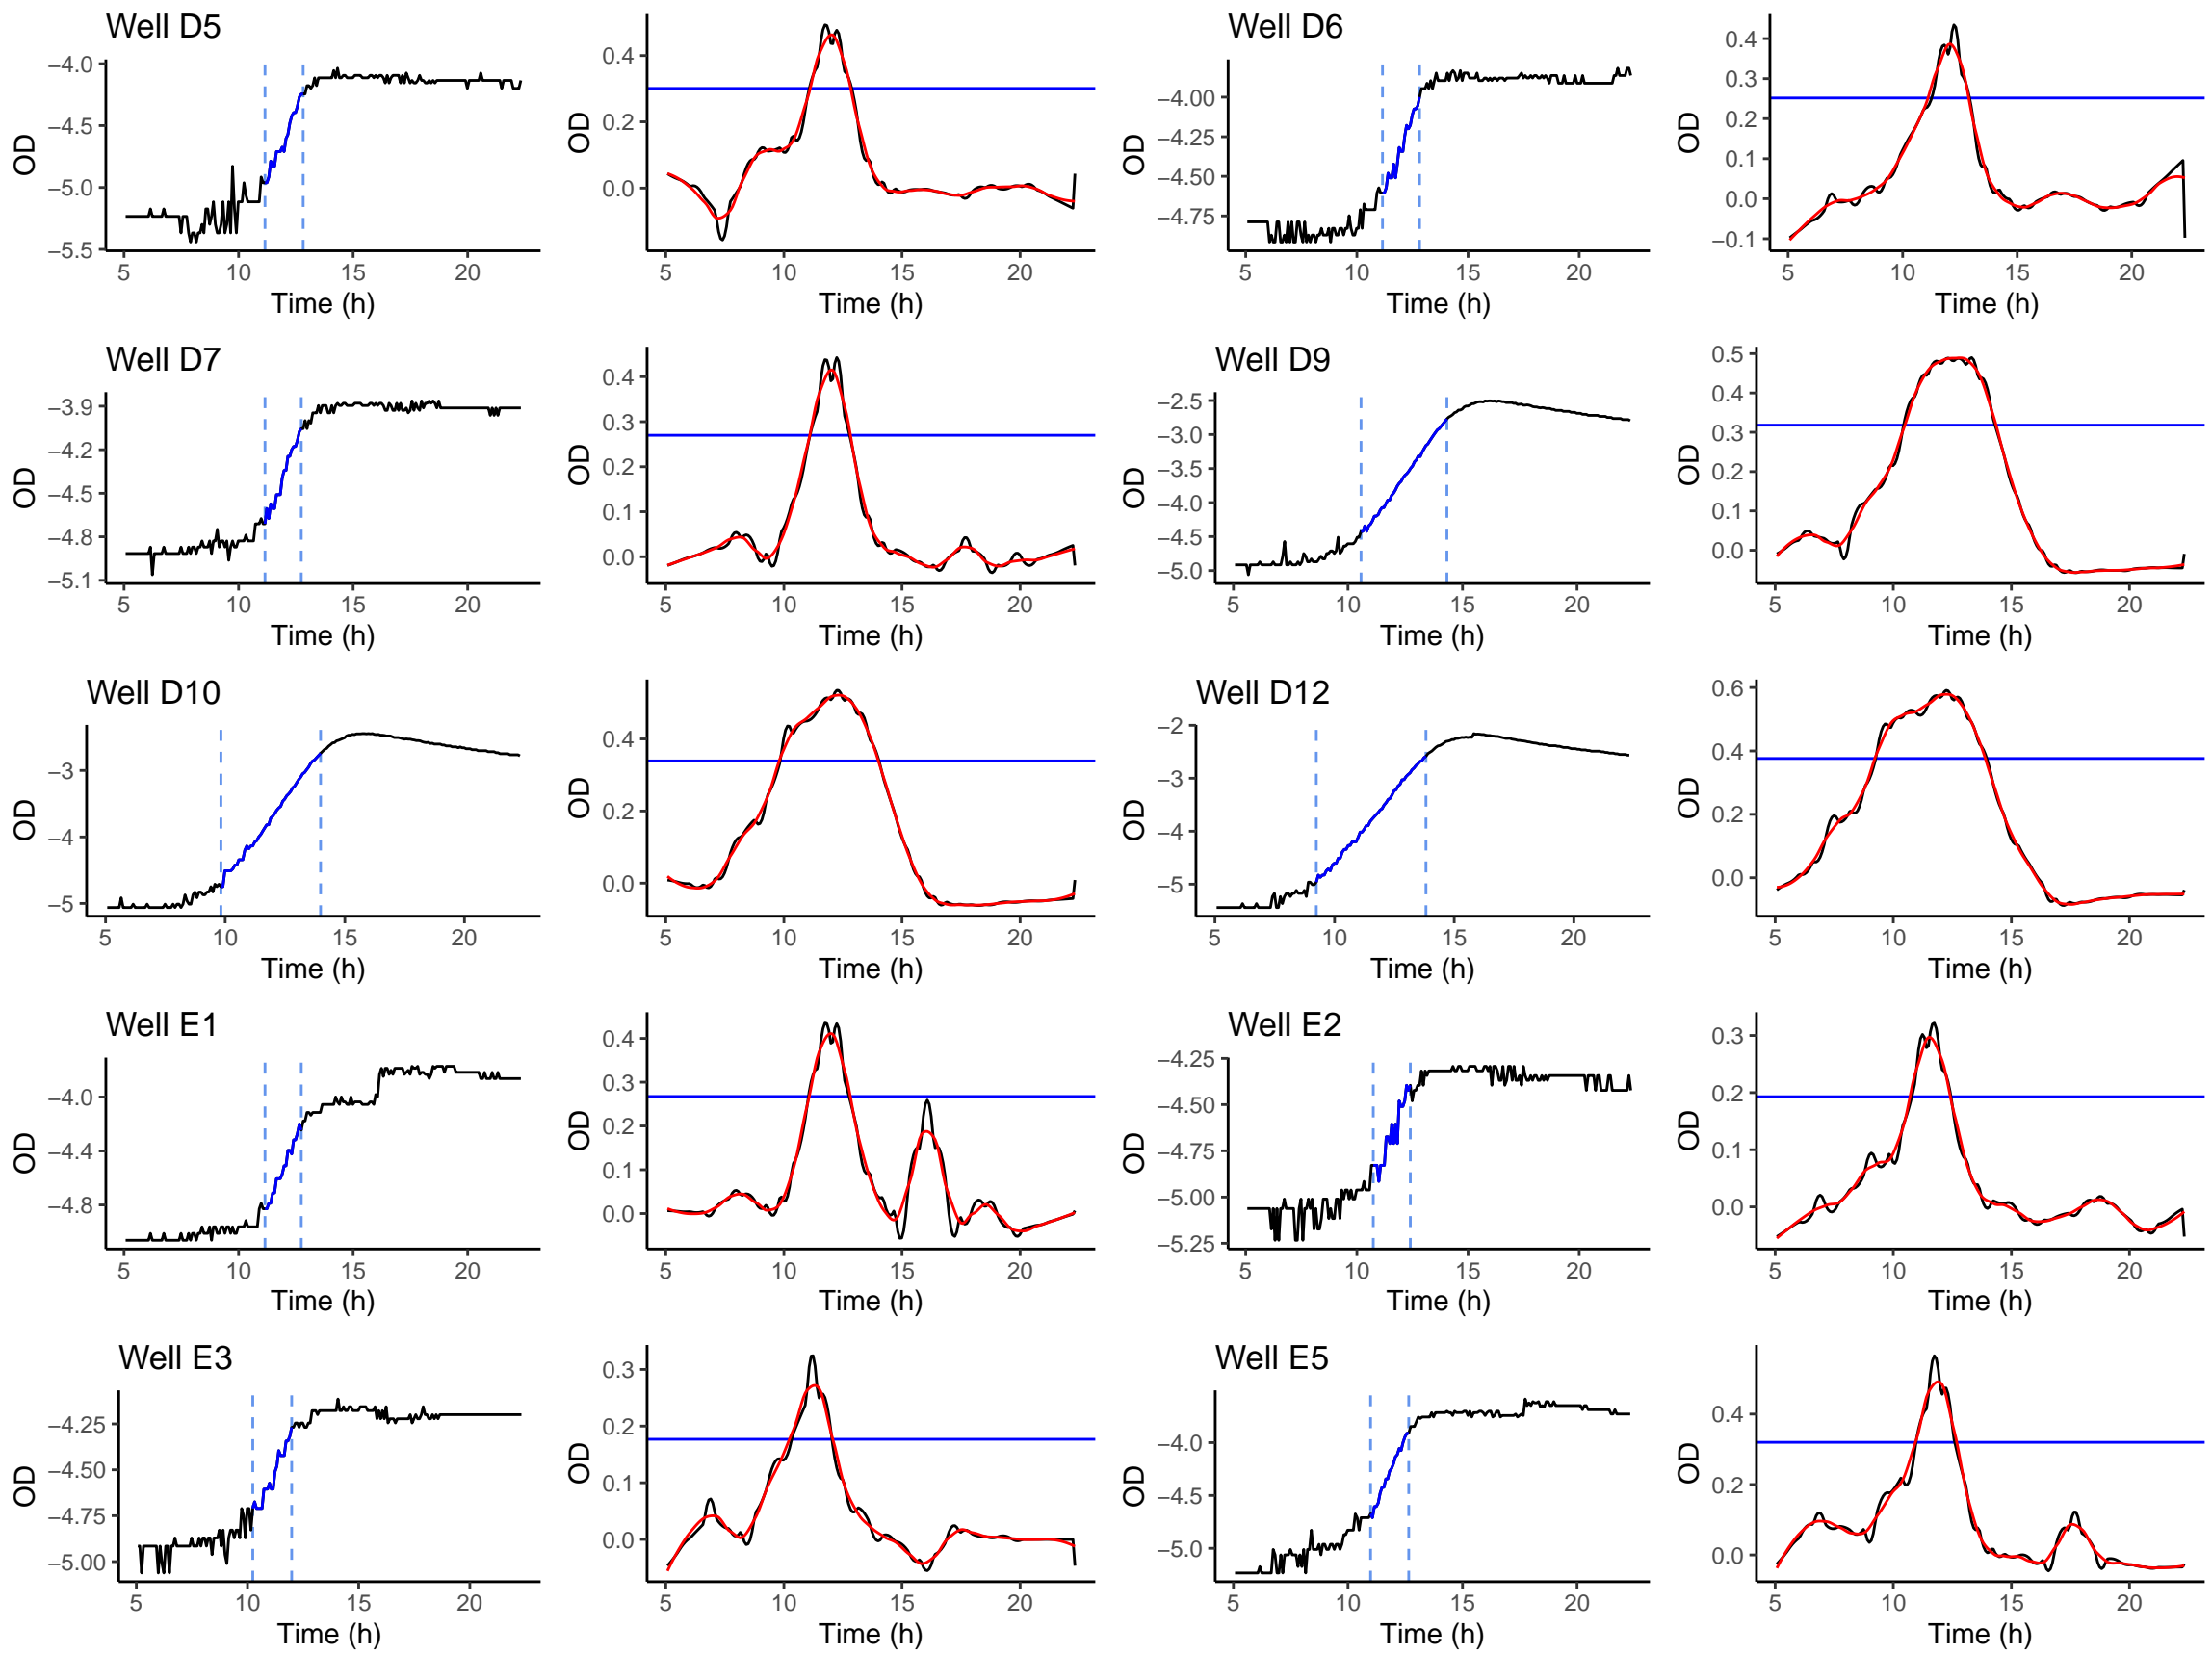 Well D5
−4.0
−4.5
−5.0
−5.5
OD
5 10 15 20
Time (h)
0.4
0.2
0.0
OD
5 10 15 20
Time (h)
Well D6
−4.00
−4.25
−4.50
−4.75
OD
5 10 15 20
Time (h)
0.4
0.3
0.2
0.1
0.0
−0.1
OD
5 10 15 20
Time (h)
Well D7
−3.9
−4.2
−4.5
−4.8
−5.1
OD
5 10 15 20
Time (h)
0.4
0.3
0.2
0.1
0.0
OD
5 10 15 20
Time (h)
Well D9
−2.5
−3.0
−3.5
−4.0
−4.5
−5.0
OD
5 10 15 20
Time (h)
0.5
0.4
0.3
0.2
0.1
0.0
OD
5 10 15 20
Time (h)
Well D10
−3
−4
−5
OD
5 10 15 20
Time (h)
0.4
0.2
0.0
OD
5 10 15 20
Time (h)
Well D12
−2
−3
−4
−5
OD
5 10 15 20
Time (h)
0.6
0.4
0.2
0.0
OD
5 10 15 20
Time (h)
Well E1
−4.0
−4.4
−4.8
OD
5 10 15 20
Time (h)
0.4
0.3
0.2
0.1
0.0
OD
5 10 15 20
Time (h)
Well E2
−4.25
−4.50
−4.75
−5.00
−5.25
OD
5 10 15 20
Time (h)
0.3
0.2
0.1
0.0
OD
5 10 15 20
Time (h)
Well E3
−4.25
−4.50
−4.75
−5.00
OD
5 10 15 20
Time (h)
0.3
0.2
0.1
0.0
OD
5 10 15 20
Time (h)
Well E5
−4.0
−4.5
−5.0
OD
5 10 15 20
Time (h)
0.4
0.2
0.0
OD
5 10 15 20
Time (h)